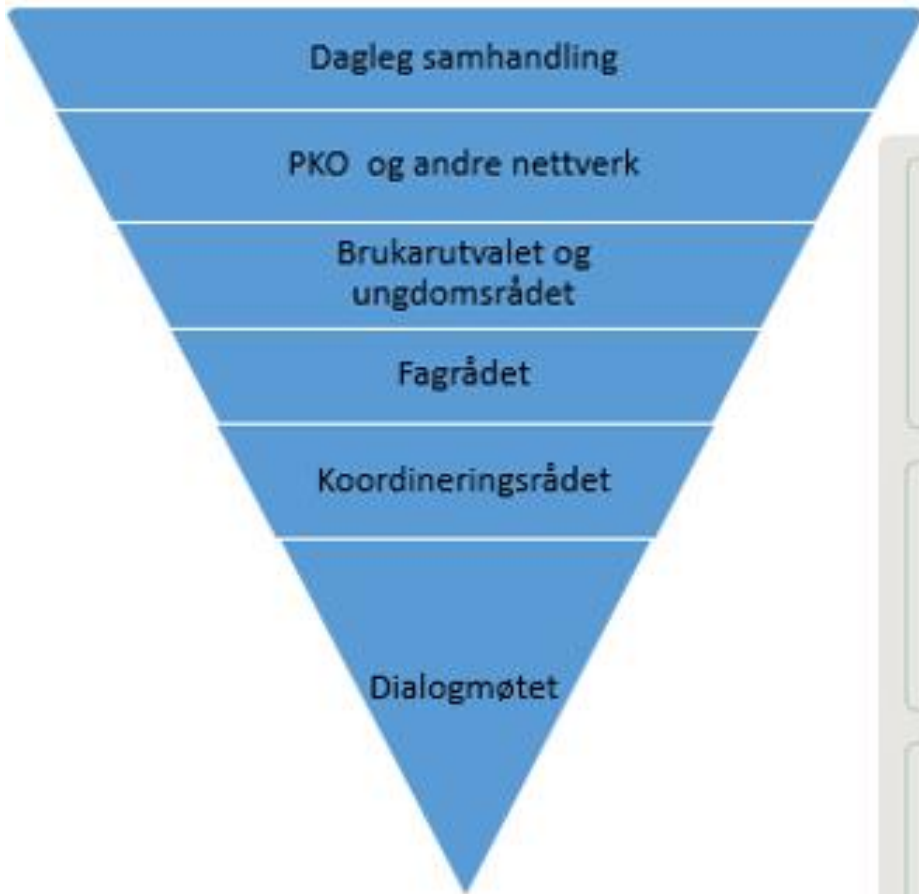 Dagleg samhandling
PKO  og andre nettverk
Brukarutvalet og
ungdomsrådet
Fagrådet
Koordineringsrådet
Dialogmøtet